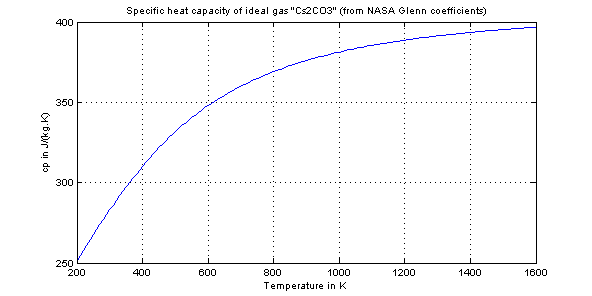 Specific heat capacity of ideal gas "Cs2CO3" (from NASA Glenn coefficients)
400
350
300
250
cp in J/(kg.K)
200 400 600 800 1000 1200 1400 1600
Temperature in K